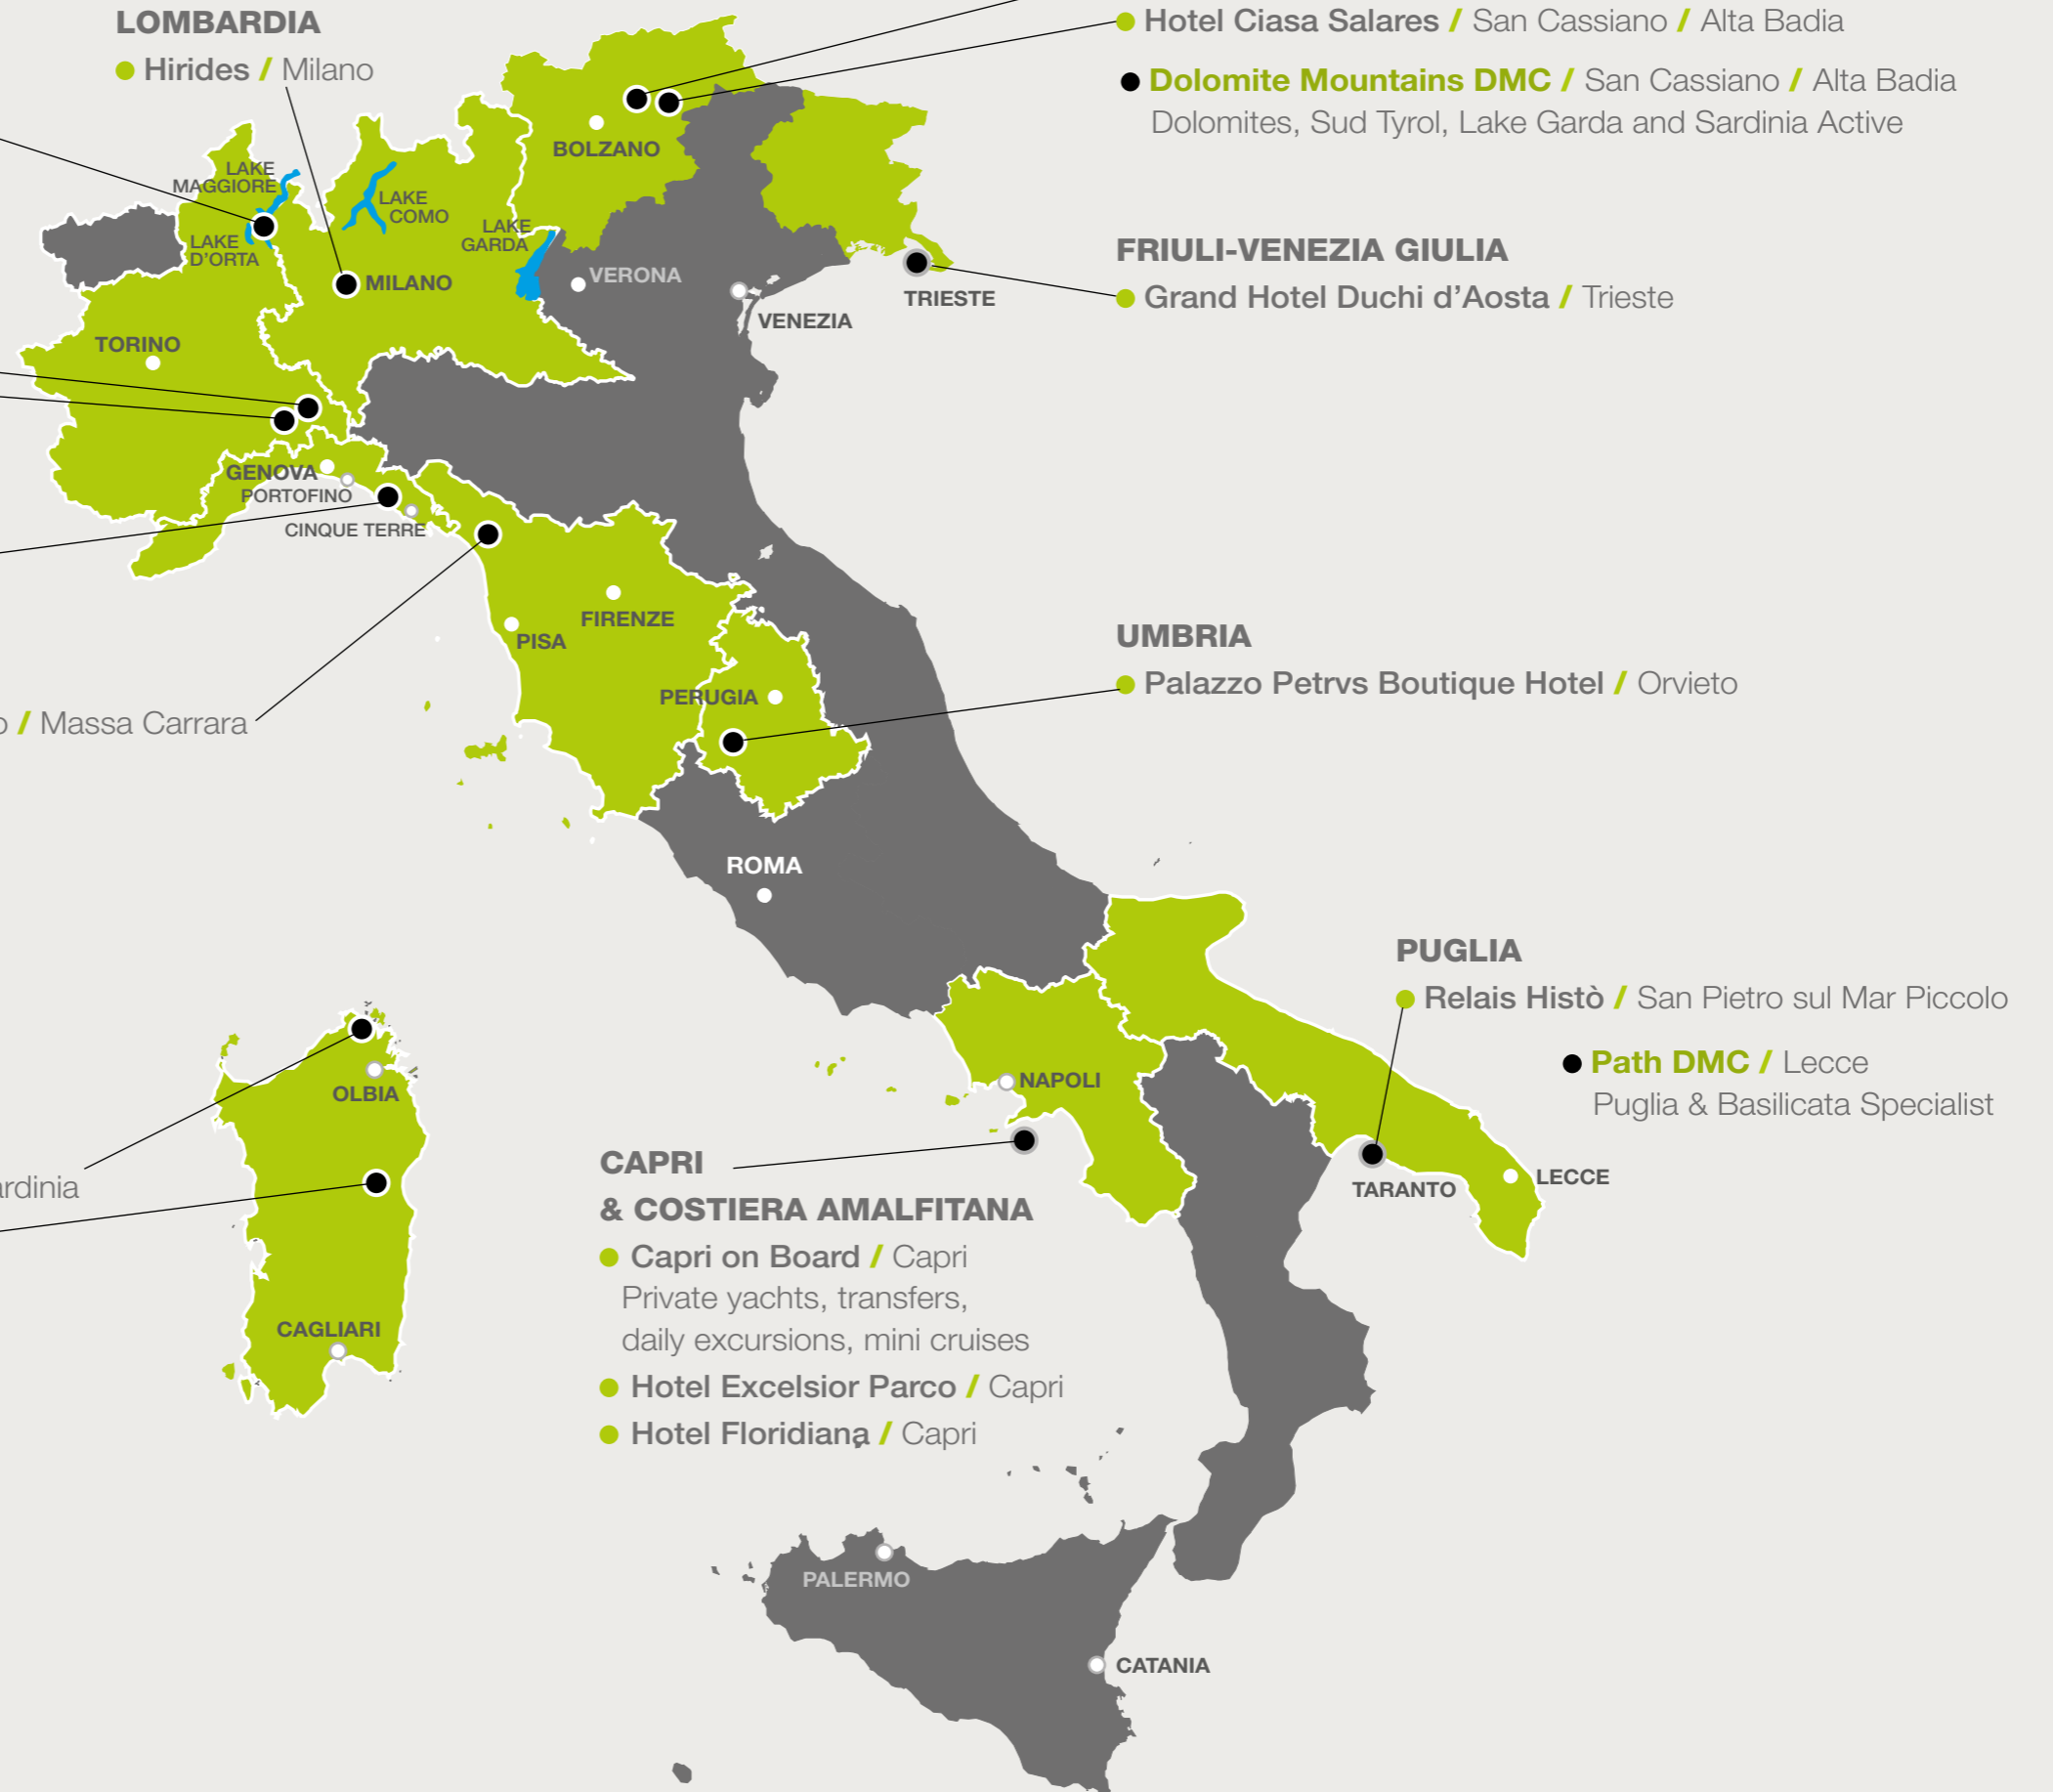 LOMBARDIA
Hirides / Milano
Hotel Ciasa Salares / San Cassiano / Alta Badia
Dolomite Mountains DMC / San Cassiano / Alta Badia
Dolomites, Sud Tyrol, Lake Garda and Sardinia Active
BOLZANO
LAKE
MAGGIORE
LAKE
COMO
LAKE
GARDA
LAKE
D'ORTA
MILANO
VERONA
VENEZIA
TRIESTE
FRIULI-VENEZIA GIULIA
Grand Hotel Duchi d'Aosta / Trieste
TORINO
GENOVA
PORTOFINO
CINQUE TERRE
FIRENZE
PISA
UMBRIA
Palazzo Petrvs Boutique Hotel / Orvieto
PERUGIA
o / Massa Carrara
ROMA
PUGLIA
Relais Histò / San Pietro sul Mar Piccolo
Path DMC / Lecce
Puglia & Basilicata Specialist
OLBIA
NAPOLI
TARANTO
LECCE
ardinia
CAPRI
& COSTIERA AMALFITANA
Capri on Board / Capri
Private yachts, transfers,
daily excursions, mini cruises
Hotel Excelsior Parco / Capri
Hotel Floridiana / Capri
CAGLIARI
PALERMO
CATANIA